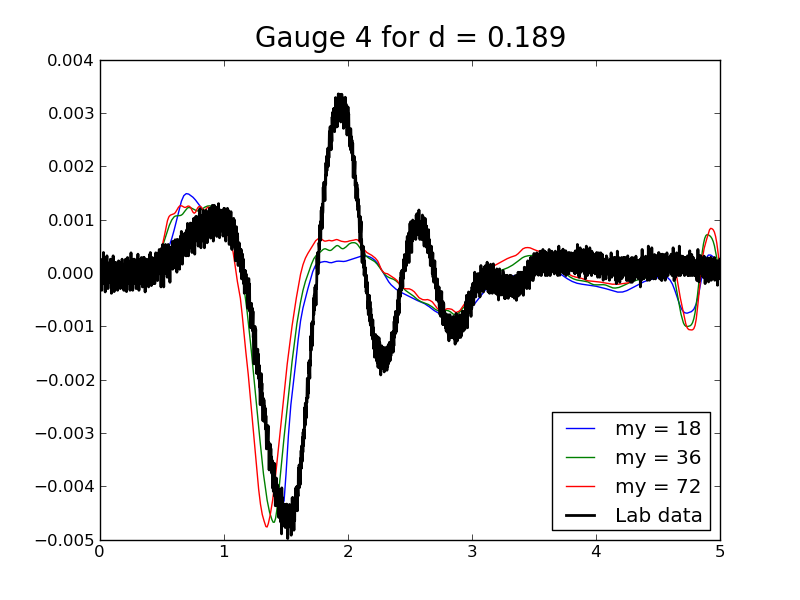 Gauge 4 for d = 0.189
0.004
0.003
0.002
0.001
0.000
−0.001
−0.002
−0.003
−0.004
−0.005
my = 18
my = 36
my = 72
Lab data
0 1 2 3 4 5